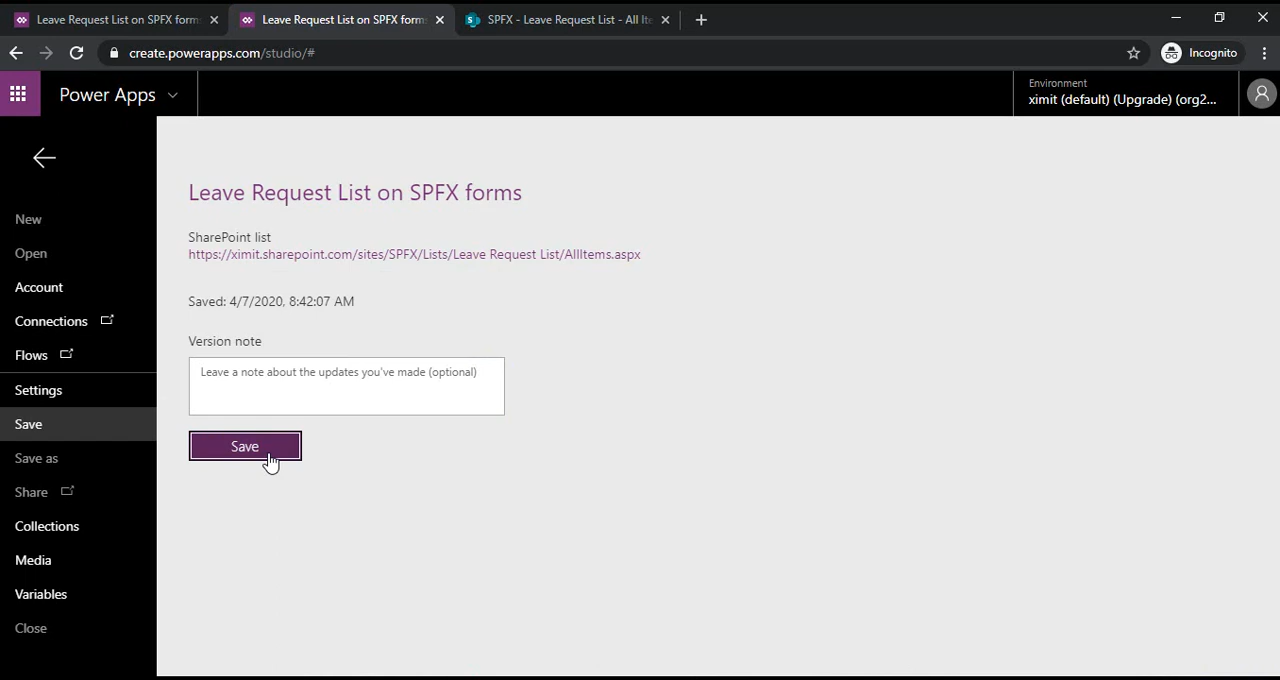 Leave Request List on SPFX form
Leave Request List on SPFX form
SPFX - Leave Request List - All It
create.powerapps.com/studio/#
Incognito
Power Apps
Environment
ximit (default) (Upgrade) (org2...
New
Open
Account
Connections
Flows
Settings
Save
Save as
Share
Collections
Media
Variables
Close
Leave Request List on SPFX forms
SharePoint list
https://ximit.sharepoint.com/sites/SPFX/Lists/Leave Request List/AllItems.aspx
Saved: 4/7/2020, 8:42:07 AM
Version note
Leave a note about the updates you've made (optional)
Save